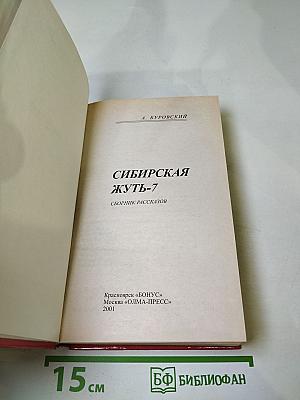 А. КУРОВСКИЙ
СИБИРСКАЯ
ЖУТЬ-7
СБОРНИК РАССКАЗОВ
Красноярск «БОНУС»
Москва «ОЛМА-ПРЕСС»
2001
15 см
БФ БИБЛИОФАН